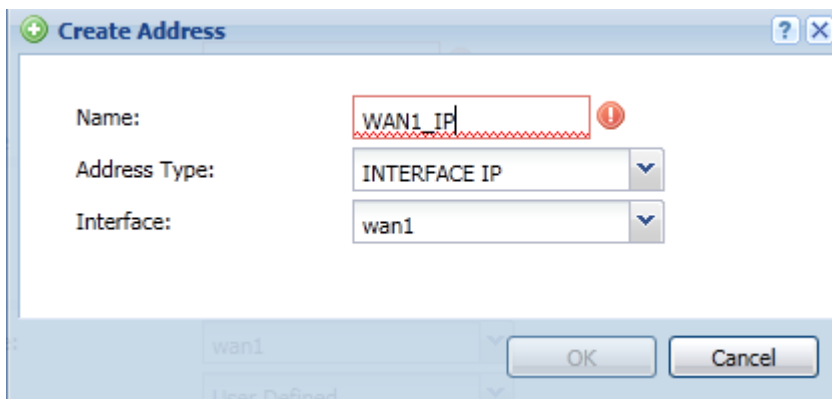 Create Address
Name: WAN1_IP
Address Type: INTERFACE IP
Interface: wan1
wan1
OK Cancel
User Defined